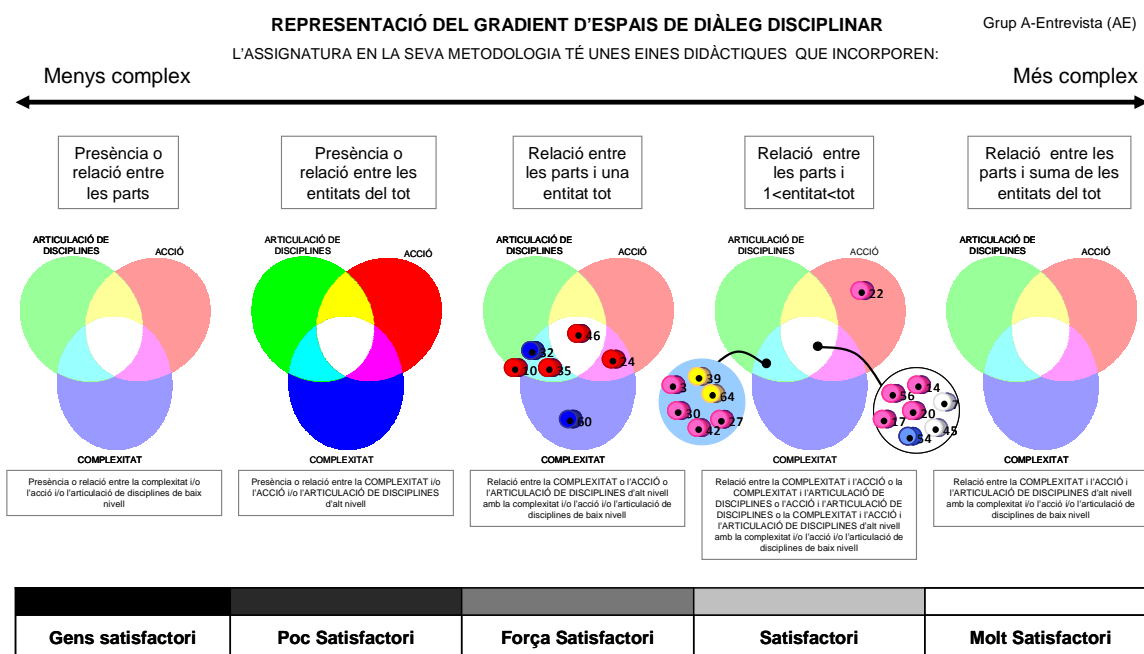 REPRESENTACIÓ DEL GRADIENT D'ESPAIS DE DIÀLEG DISCIPLINAR
Grup A-Entrevista (AE)
L'ASSIGNATURA EN LA SEVA METODOLOGIA TÉ UNES EINES DIDÀCTIQUES QUE INCORPOREN:
Menys complex
Més complex
Presència o
relació entre
les parts
Presència o
relació entre les
entitats del tot
Relació entre
les parts i una
entitat tot
Relació entre
les parts i
1<entitat<tot
Relació entre les
parts i suma de les
entitats del tot
ARTICULACIÓ DE
DISCIPLINES
ACCIÓ
COMPLEXITAT
ARTICULACIÓ DE
DISCIPLINES
ACCIÓ
COMPLEXITAT
ARTICULACIÓ DE
DISCIPLINES
ACCIÓ
46
32
10
35
24
60
COMPLEXITAT
ARTICULACIÓ DE
DISCIPLINES
ACCIÓ
22
3
39
64
30
42
27
36
14
7
17
20
54
45
COMPLEXITAT
ARTICULACIÓ DE
DISCIPLINES
ACCIÓ
COMPLEXITAT
Presència o relació entre la complexitat i/o
l'acció i/o l'articulació de disciplines de baix
nivell
Presència o relació entre la COMPLEXITAT i/o
l'ACCIÓ i/o l'ARTICULACIÓ DE DISCIPLINES
d'alt nivell
Relació entre la COMPLEXITAT o l'ACCIÓ o
l'ARTICULACIÓ DE DISCIPLINES d'alt nivell
amb la complexitat i/o l'acció i/o l'articulació de
disciplines de baix nivell
Relació entre la COMPLEXITAT i l'ACCIÓ o la
COMPLEXITAT i l'ARTICULACIÓ DE
DISCIPLINES o l'ACCIÓ i l'ARTICULACIÓ DE
DISCIPLINES o la COMPLEXITAT i l'ACCIÓ i
l'ARTICULACIÓ DE DISCIPLINES d'alt nivell
amb la complexitat i/o l'acció i/o l'articulació de
disciplines de baix nivell
Relació entre la COMPLEXITAT i l'ACCIÓ i
l'ARTICULACIÓ DE DISCIPLINES d'alt nivell
amb la complexitat i/o l'acció i/o l'articulació de
disciplines de baix nivell
Gens satisfactori
Poc Satisfactori
Força Satisfactori
Satisfactori
Molt Satisfactori